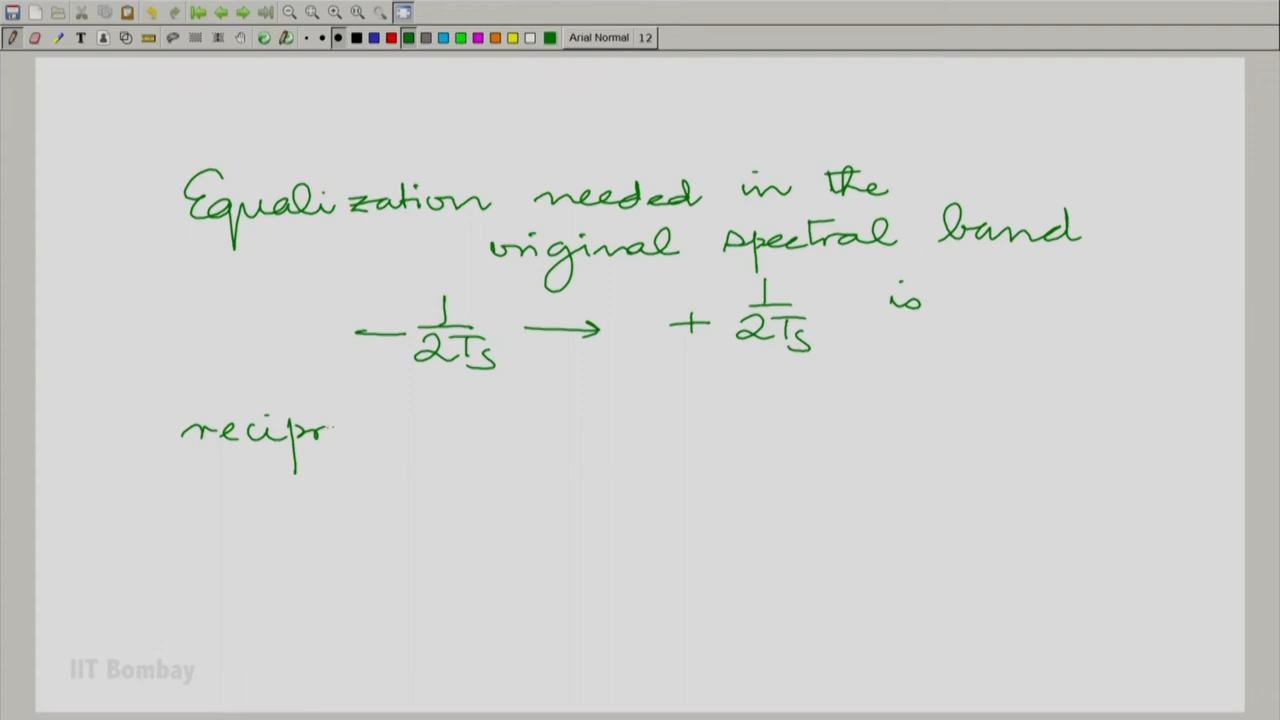 Arial Normal 12
Equalization needed in the
original spectral band
- 1/2Ts → + 1/2Ts is
recipr
IIT Bombay